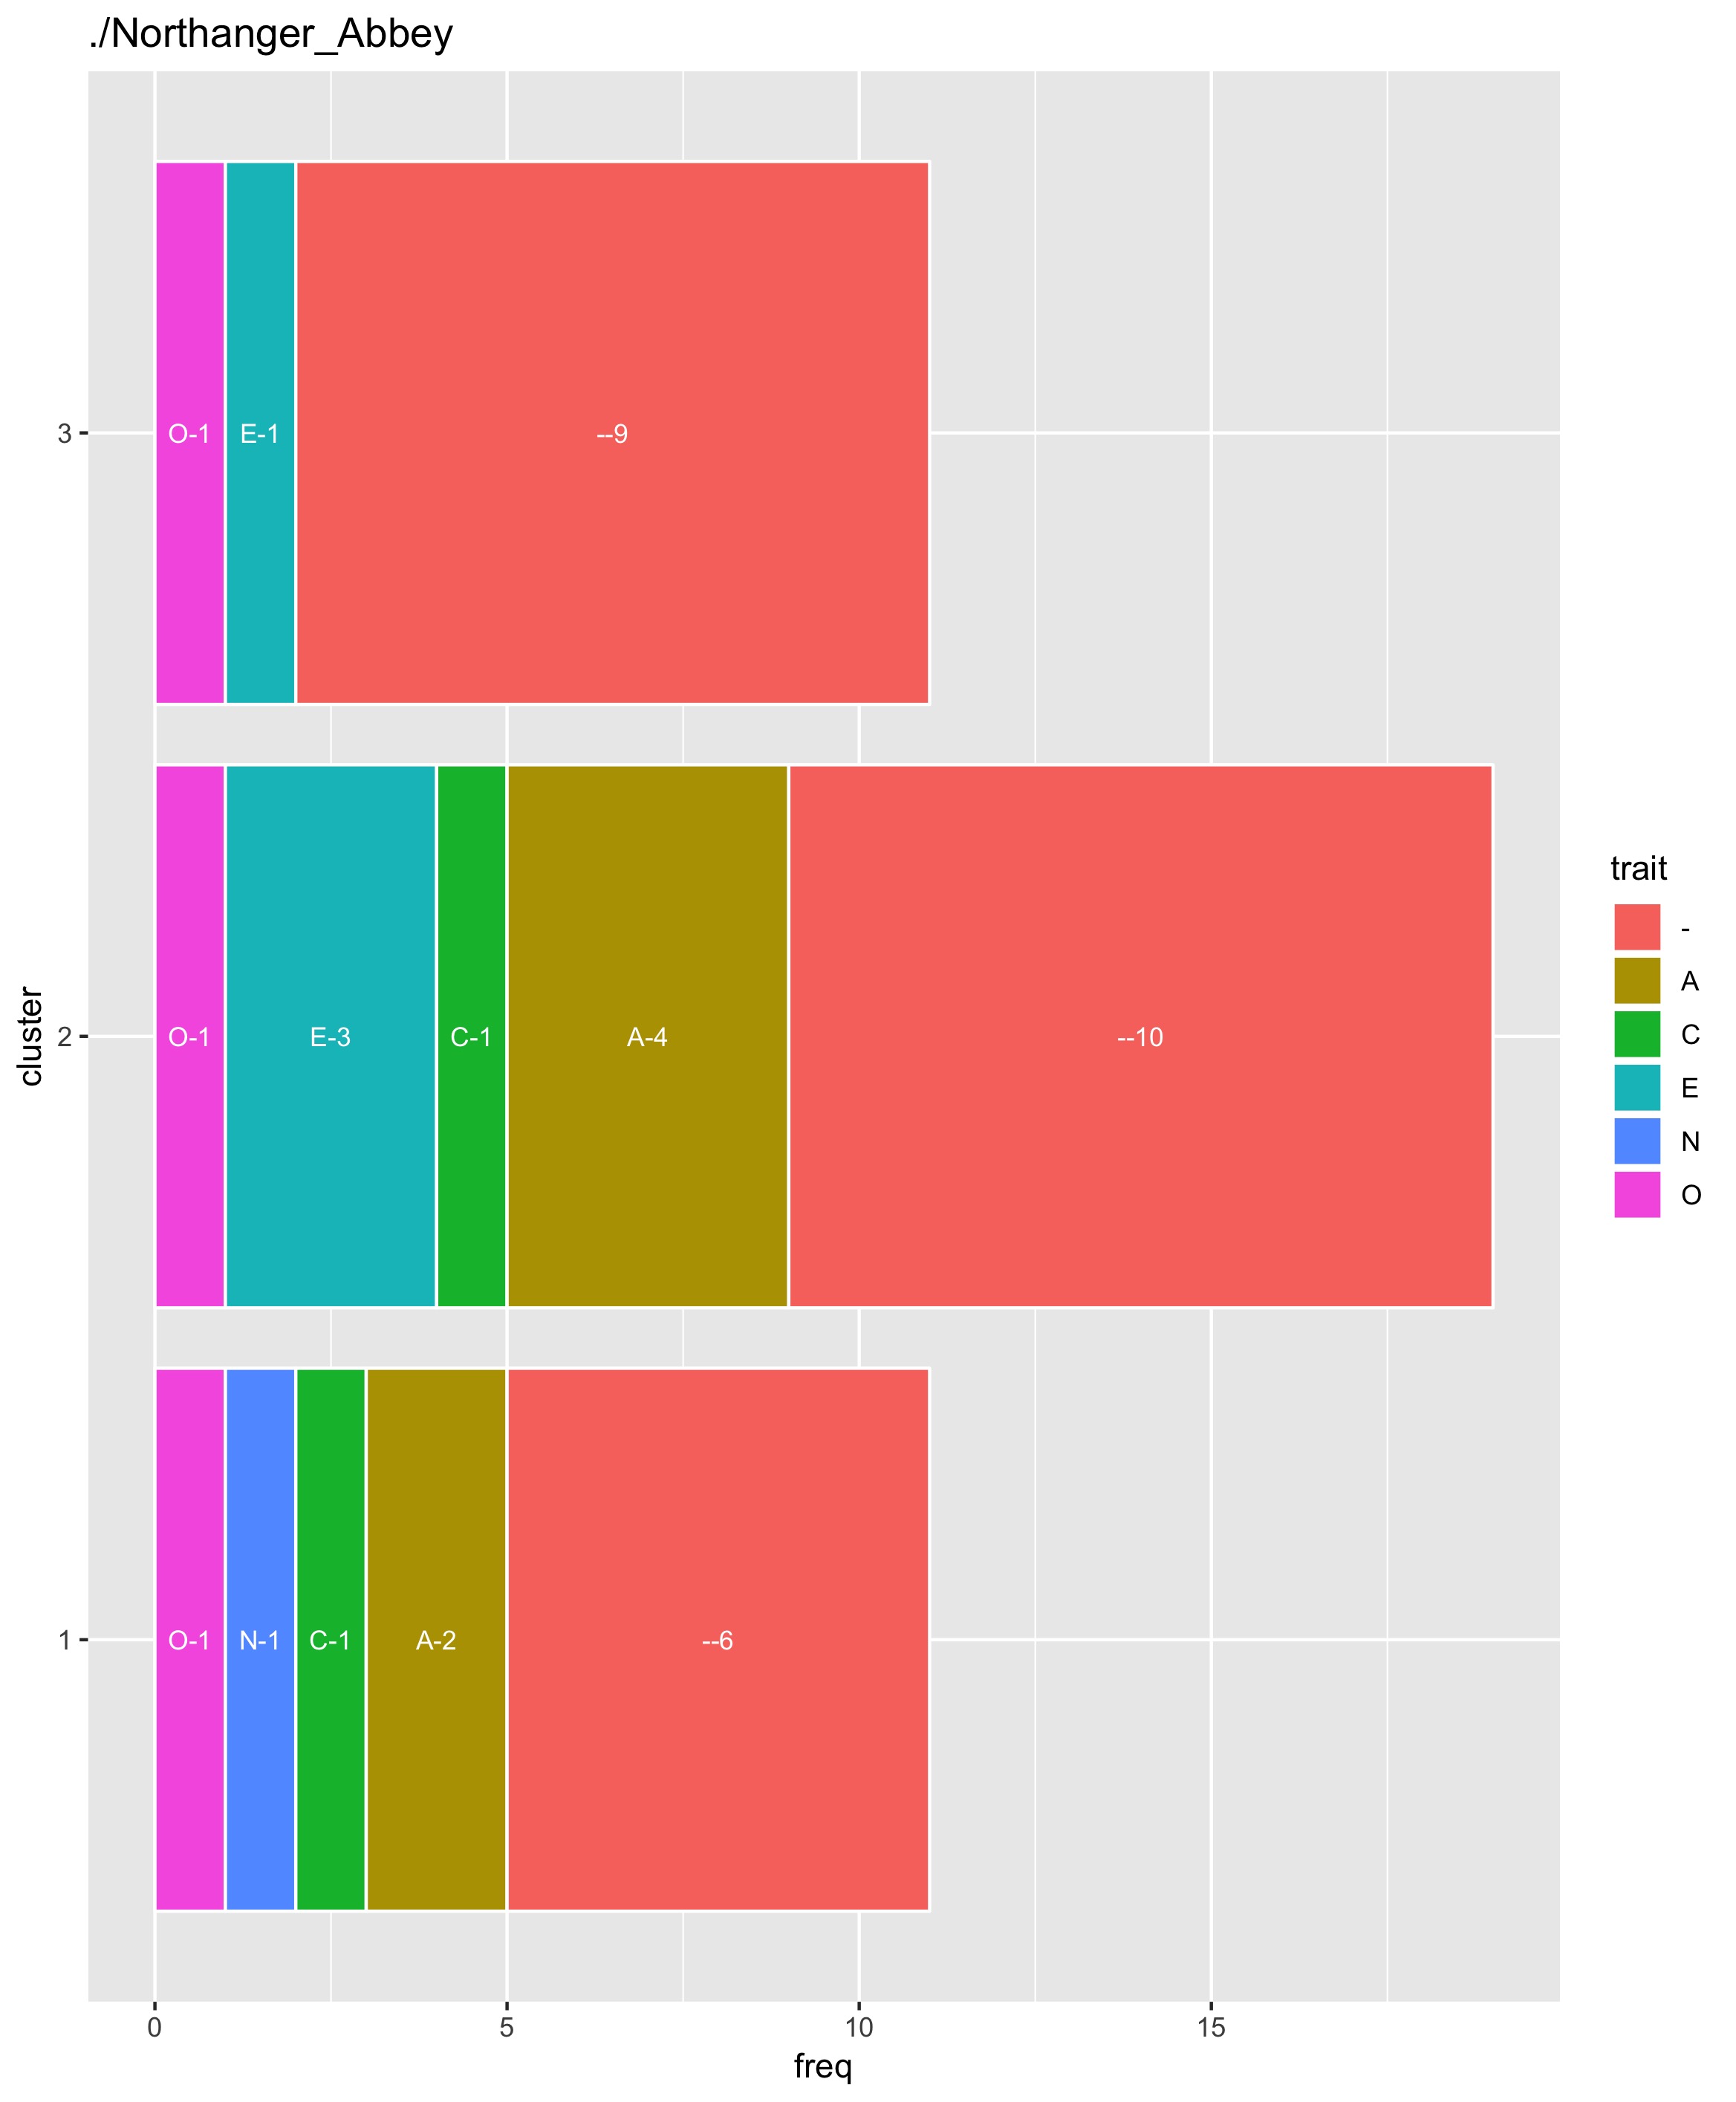 ./Northanger_Abbey
3
O-1 E-1 --9
2
O-1 E-3 C-1 A-4 --10
1
O-1 N-1 C-1 A-2 --6
cluster
0 5 10 15
freq
trait
-
A
C
E
N
O